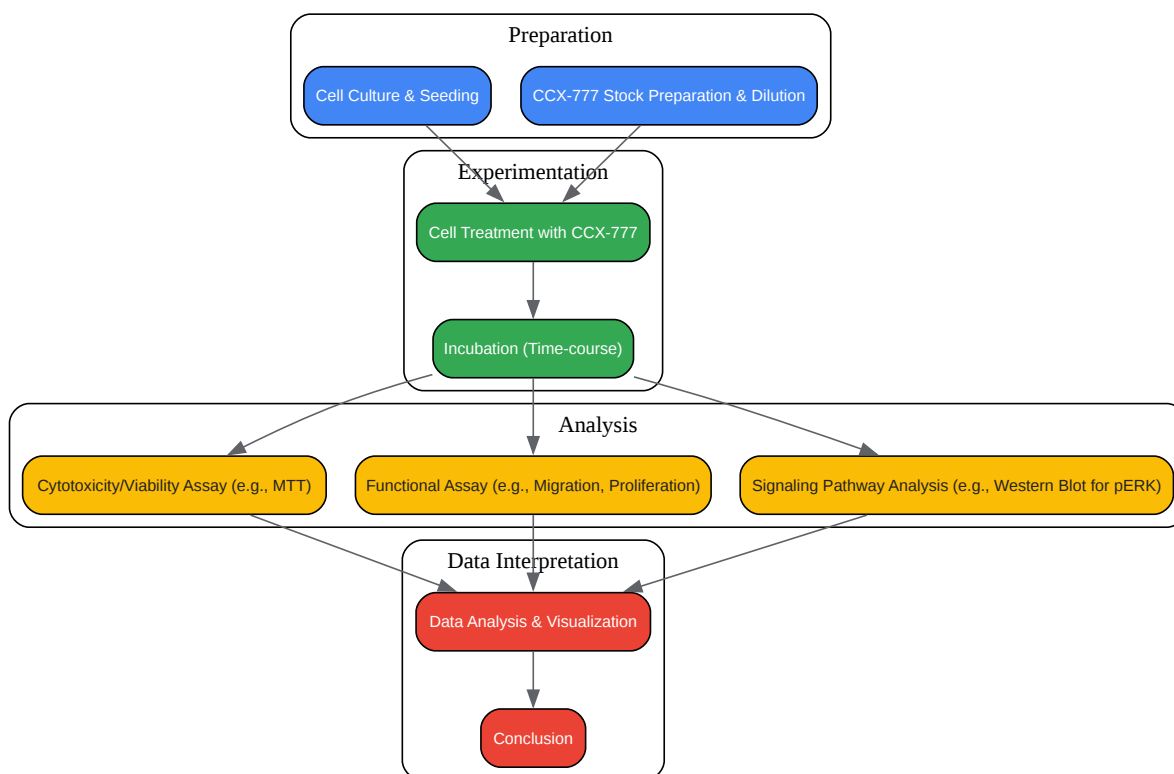 Preparation
Cell Culture & Seeding
CCX-777 Stock Preparation & Dilution
Experimentation
Cell Treatment with CCX-777
Incubation (Time-course)
Analysis
Cytotoxicity/Viability Assay (e.g., MTT)
Functional Assay (e.g., Migration, Proliferation)
Signaling Pathway Analysis (e.g., Western Blot for pERK)
Data Interpretation
Data Analysis & Visualization
Conclusion